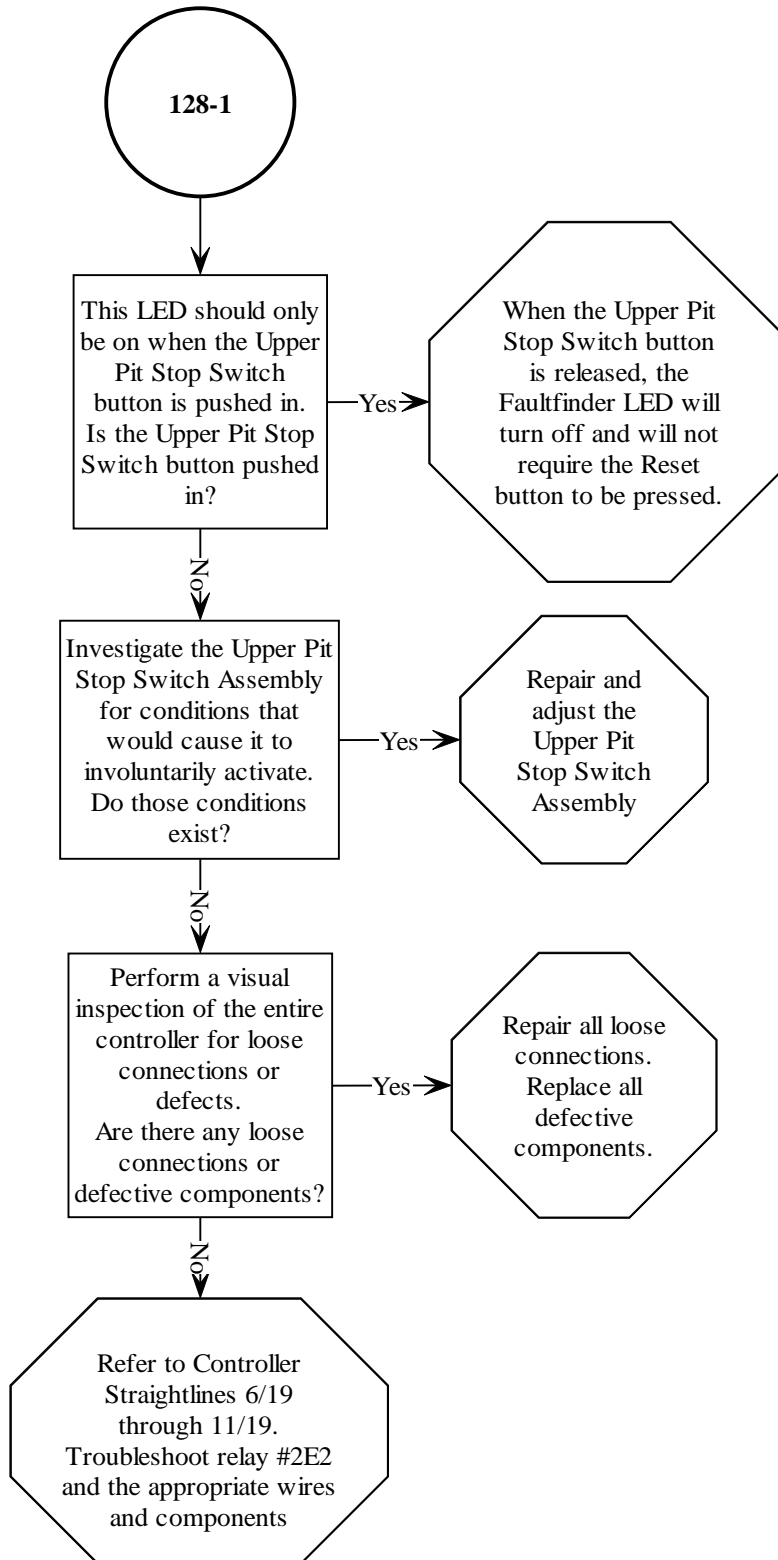 128-1
This LED should only
be on when the Upper
Pit Stop Switch
button is pushed in.
Is the Upper Pit Stop
Switch button pushed
in?
Yes
When the Upper Pit
Stop Switch button
is released, the
Faultfinder LED will
turn off and will not
require the Reset
button to be pressed.
No
Investigate the Upper Pit
Stop Switch Assembly
for conditions that
would cause it to
involuntarily activate.
Do those conditions
exist?
Yes
Repair and
adjust the
Upper Pit
Stop Switch
Assembly
No
Perform a visual
inspection of the entire
controller for loose
connections or
defects.
Are there any loose
connections or
defective components?
Yes
Repair all loose
connections.
Replace all
defective
components.
No
Refer to Controller
Straightlines 6/19
through 11/19.
Troubleshoot relay #2E2
and the appropriate wires
and components